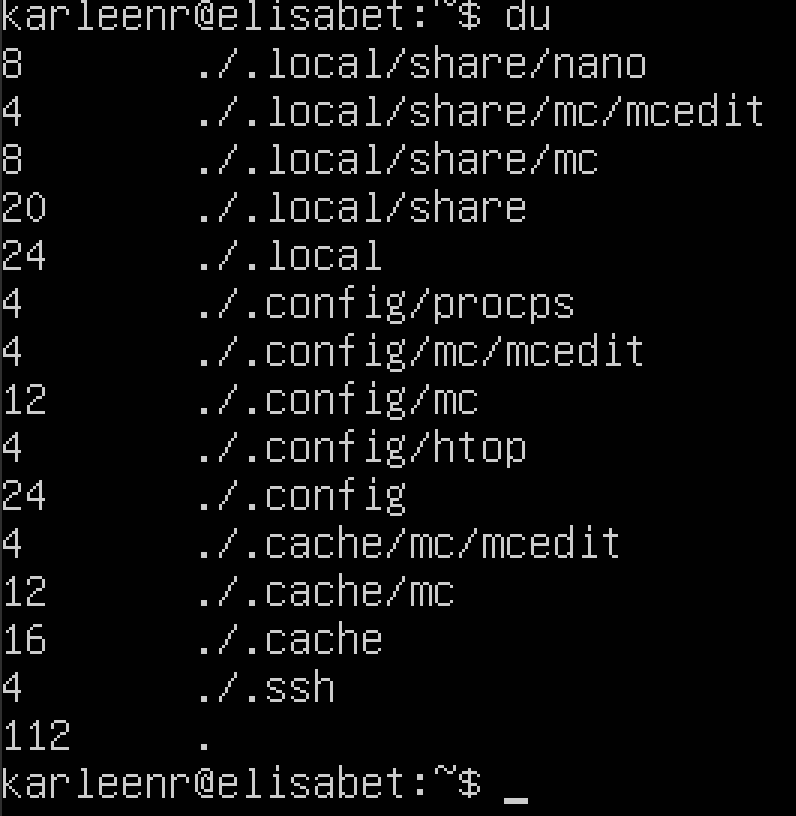 karleenr@elisabet:~$ du
8       ./.local/share/nano
4       ./.local/share/mc/mcedit
8       ./.local/share/mc
20      ./.local/share
24      ./.local
4       ./.config/procps
4       ./.config/mc/mcedit
12      ./.config/mc
4       ./.config/htop
24      ./.config
4       ./.cache/mc/mcedit
12      ./.cache/mc
16      ./.cache
4       ./.ssh
112     .
karleenr@elisabet:~$ _